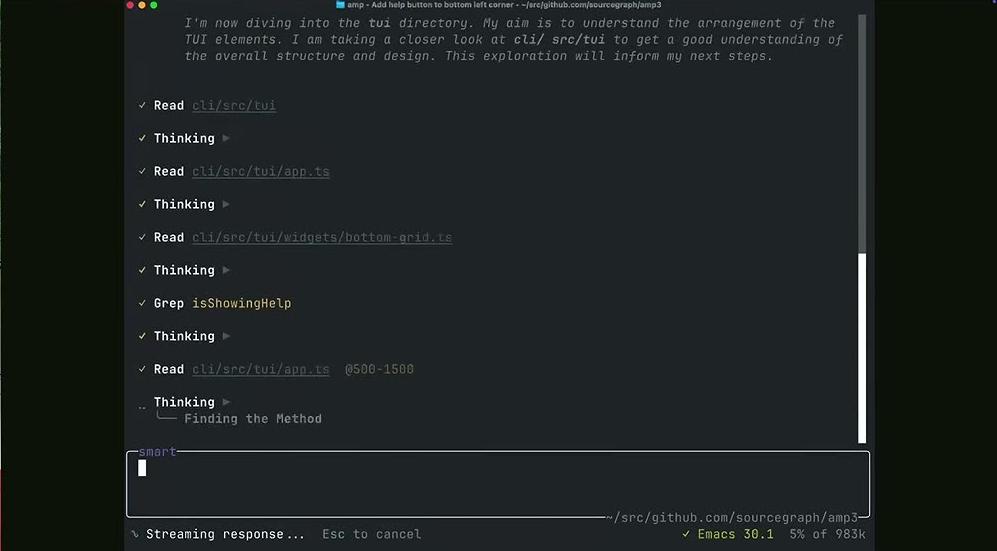 amp - Add help button to bottom left corner - ~/src/github.com/sourcegraph/amp3
I'm now diving into the tui directory. My aim is to understand the arrangement of the
TUI elements. I am taking a closer look at cli/ src/tui to get a good understanding of
the overall structure and design. This exploration will inform my next steps.
✓ Read cli/src/tui
✓ Thinking ▶
✓ Read cli/src/tui/app.ts
✓ Thinking ▶
✓ Read cli/src/tui/widgets/bottom-grid.ts
✓ Thinking ▶
✓ Grep isShowingHelp
✓ Thinking ▶
✓ Read cli/src/tui/app.ts @500-1500
Thinking ▶
Finding the Method
smart
~/src/github.com/sourcegraph/amp3
Streaming response... Esc to cancel ✓ Emacs 30.1 5% of 983k